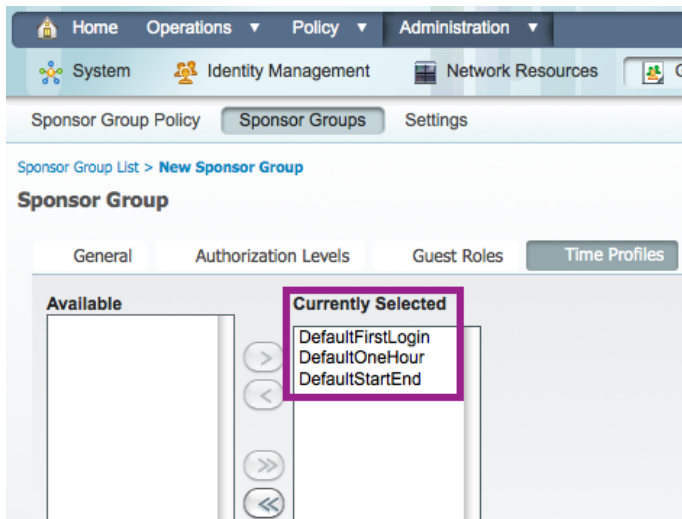 Home Operations ▼ Policy ▼ Administration ▼
System Identity Management Network Resources
Sponsor Group Policy Sponsor Groups Settings
Sponsor Group List > New Sponsor Group
Sponsor Group
General Authorization Levels Guest Roles Time Profiles
Available Currently Selected
DefaultFirstLogin
DefaultOneHour
DefaultStartEnd